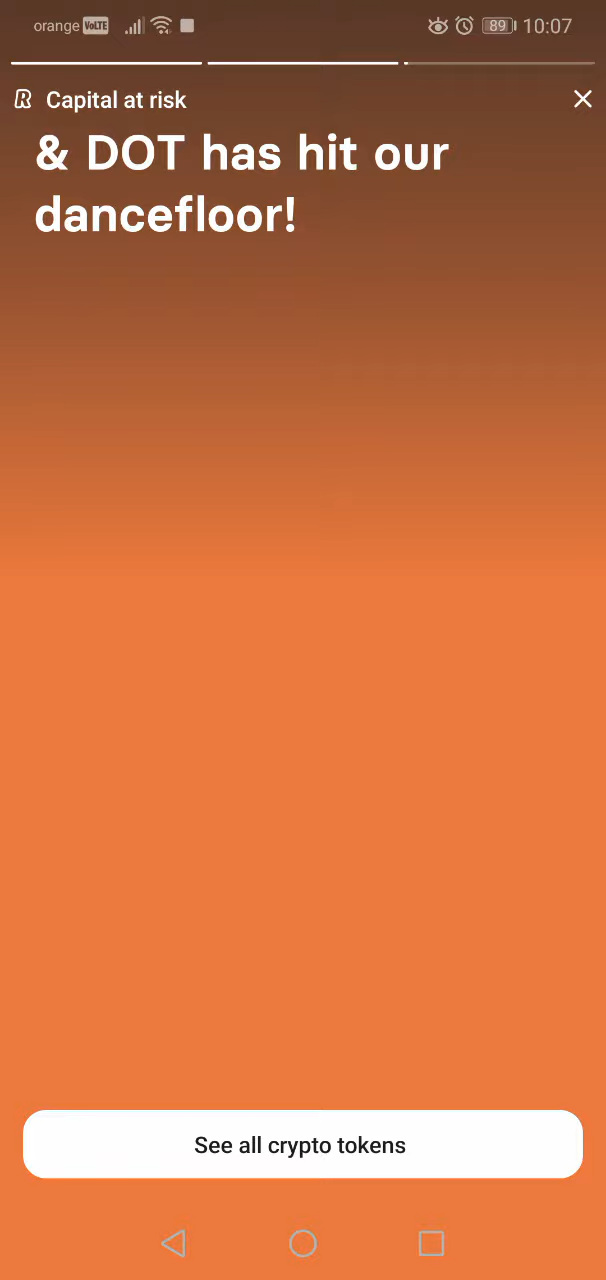 orange VoLTE 89 10:07
R Capital at risk
& DOT has hit our
dancefloor!
See all crypto tokens